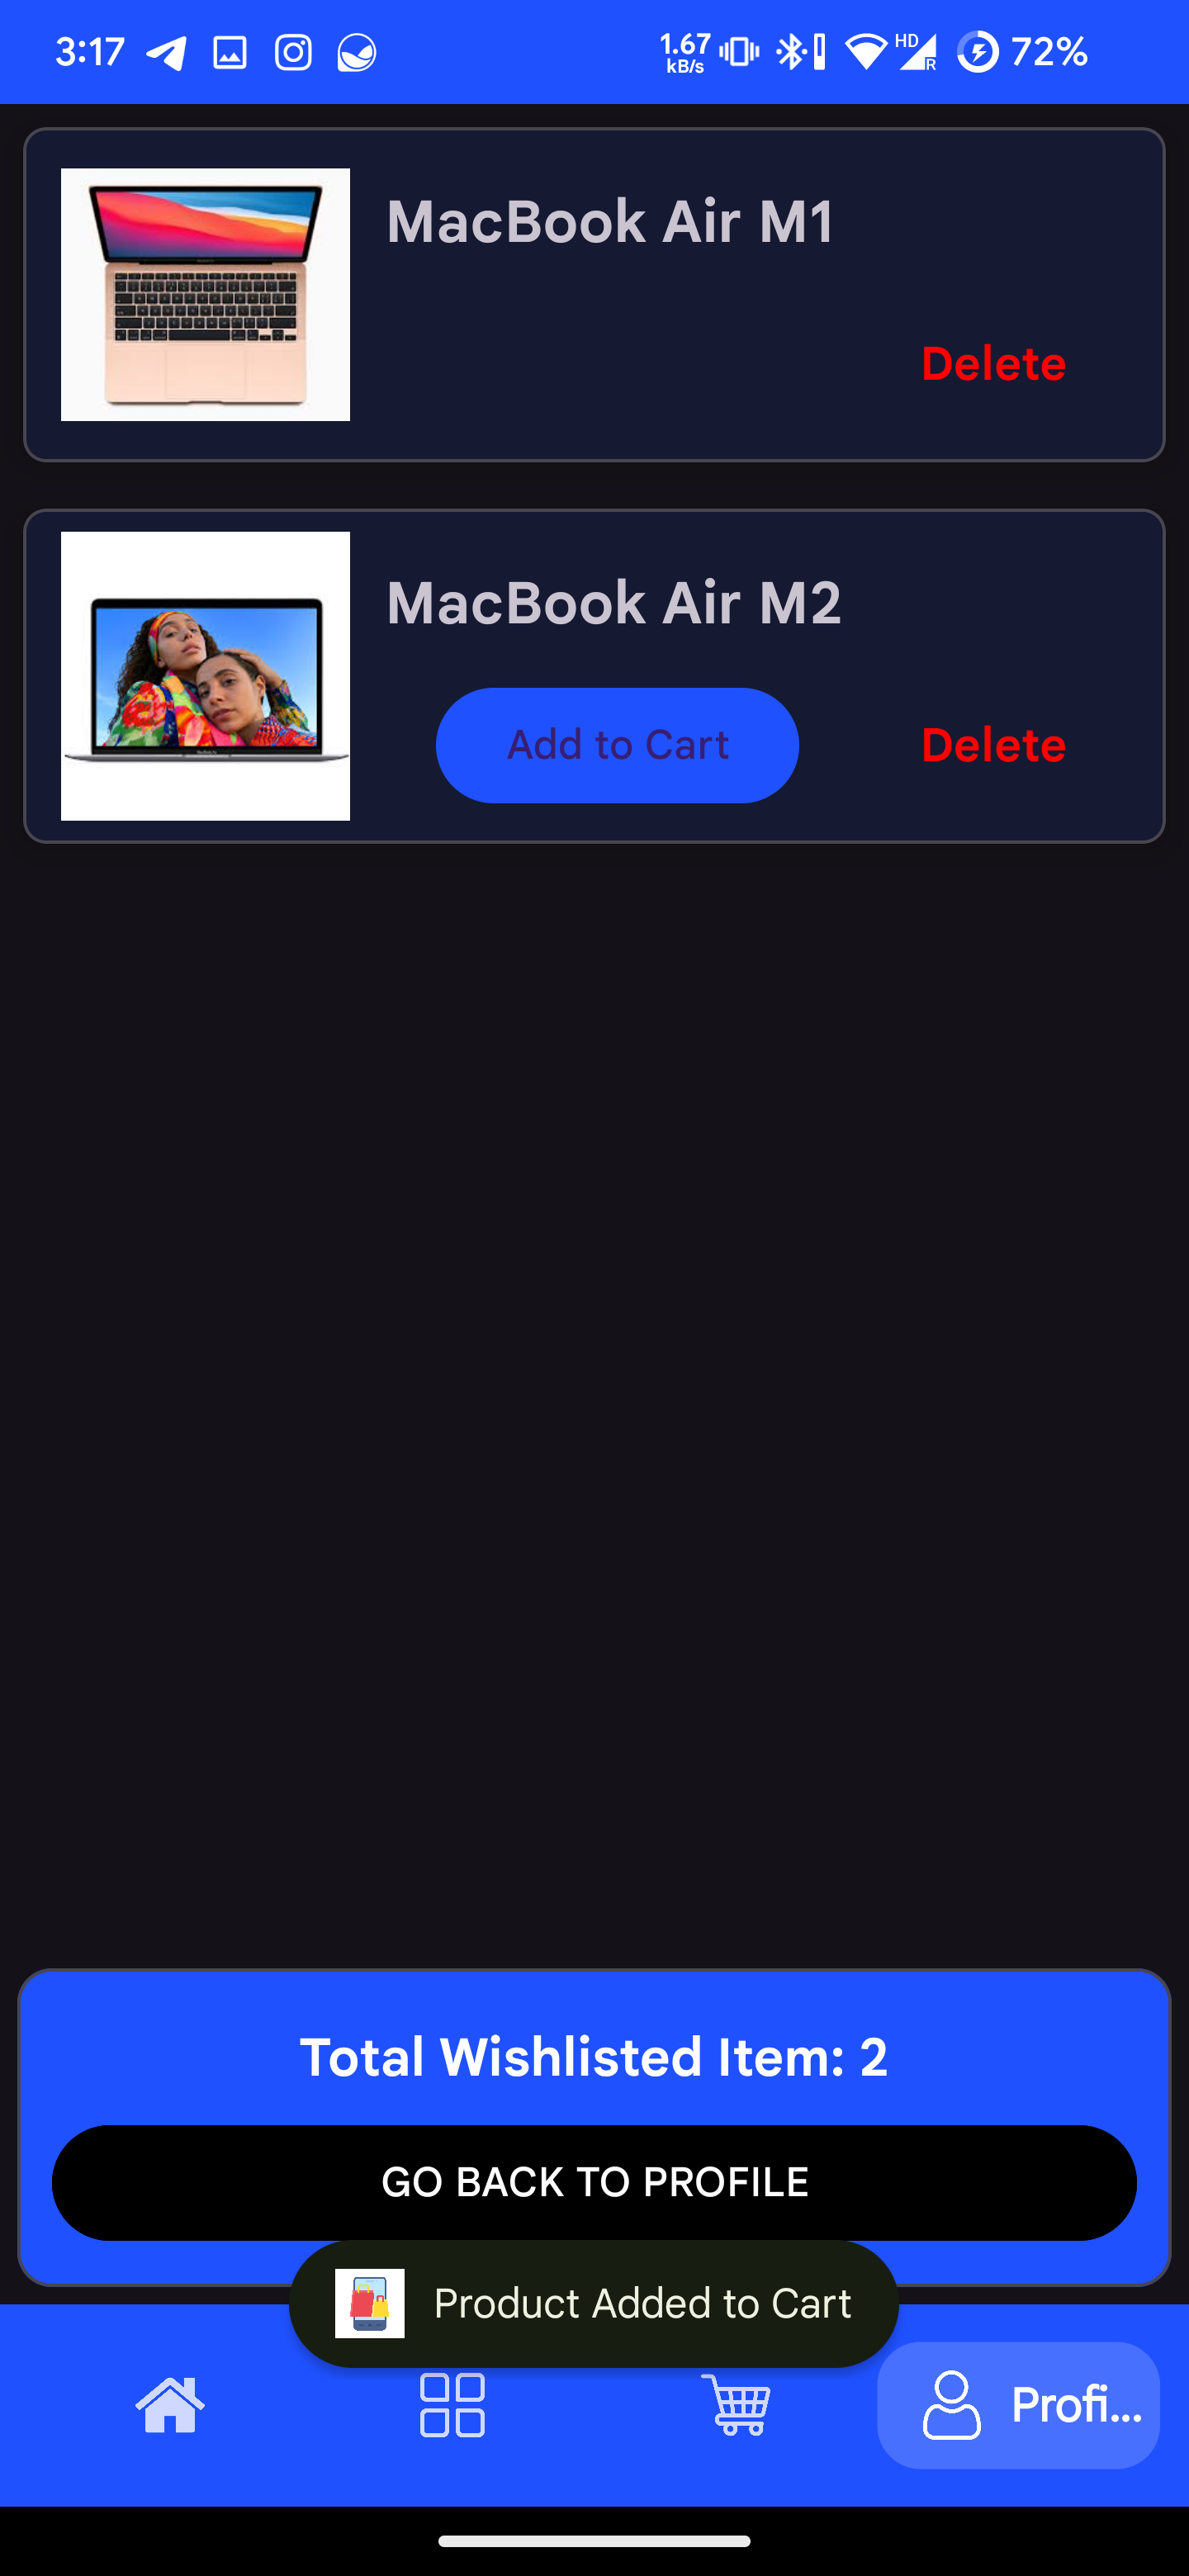 3:17 1.67 kB/s HD R 72%
MacBook Air M1
Delete
MacBook Air M2
Add to Cart
Delete
Total Wishlisted Item: 2
GO BACK TO PROFILE
Product Added to Cart
Profi...